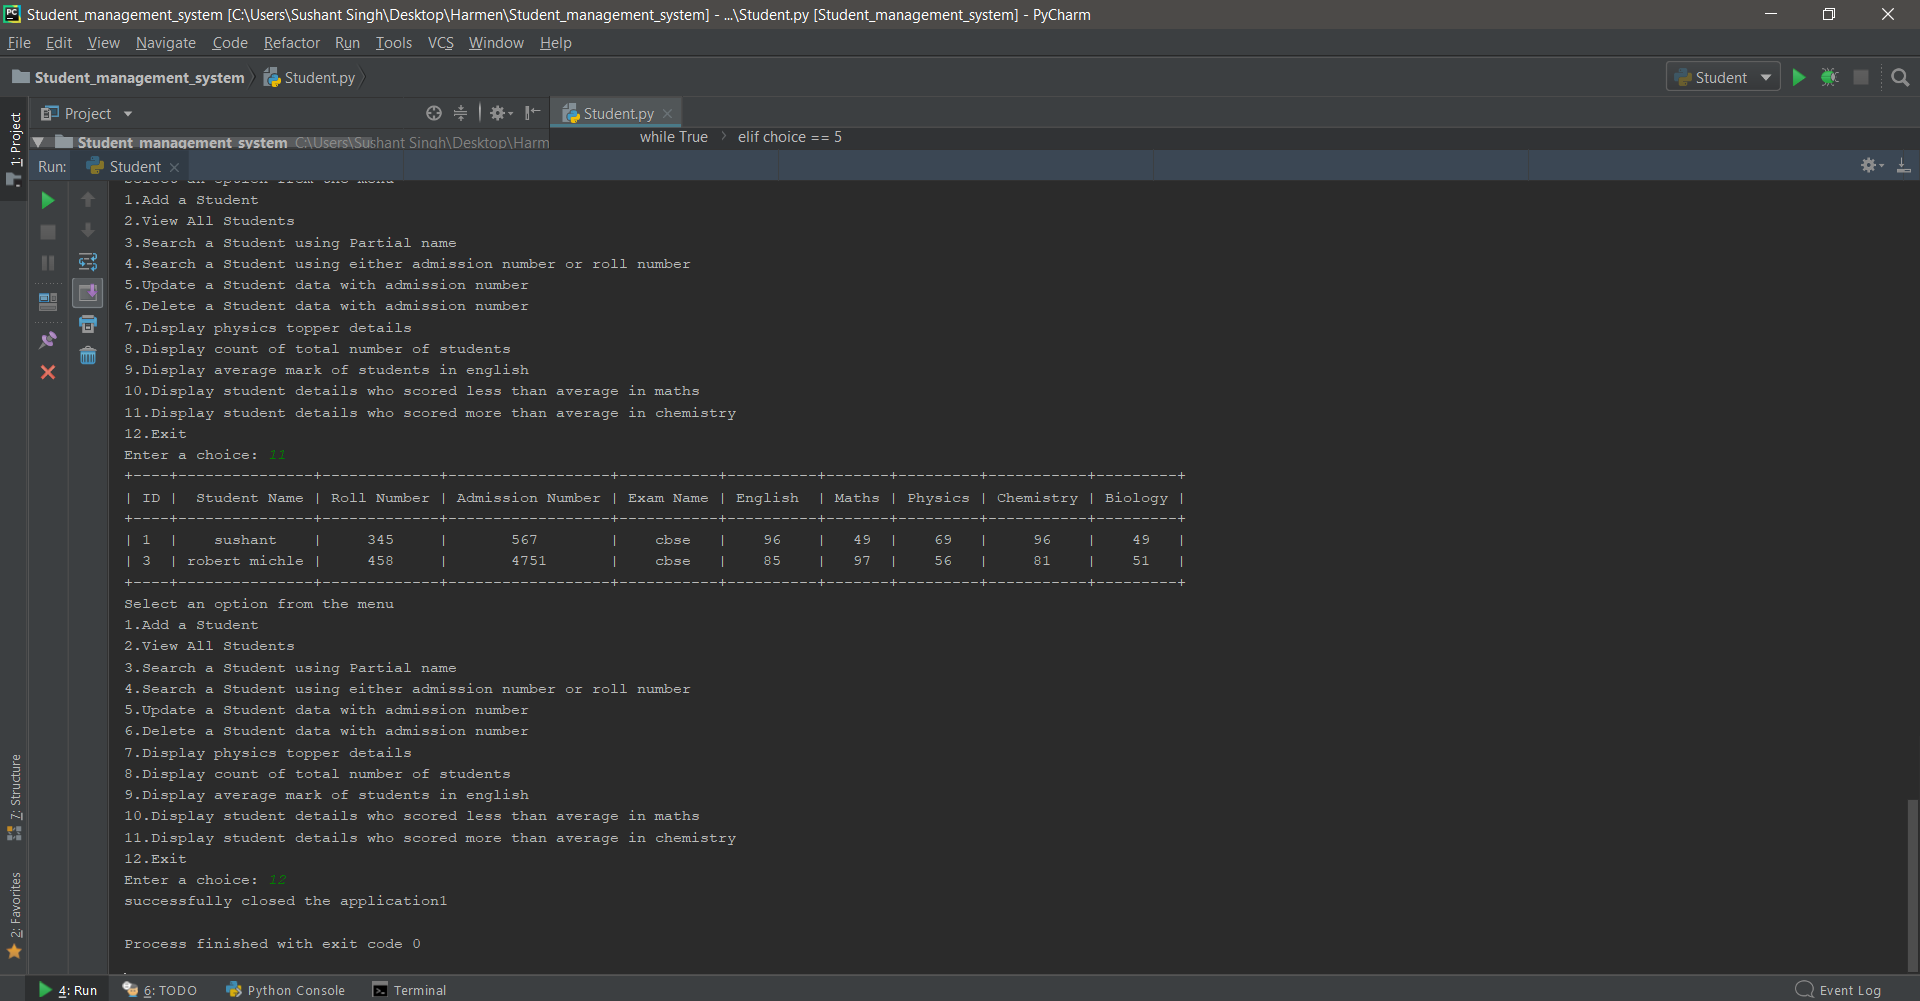 Student_management_system [C:\Users\Sushant Singh\Desktop\Harmen\Student_management_system] - ...\Student.py [Student_management_system] - PyCharm
File Edit View Navigate Code Refactor Run Tools VCS Window Help
Student_management_system Student.py Student
Project Student.py
1: Project
Student_management_system C:\Users\Sushant Singh\Desktop\Harm
while True elif choice == 5
Run: Student
Select an option from the menu
1.Add a Student
2.View All Students
3.Search a Student using Partial name
4.Search a Student using either admission number or roll number
5.Update a Student data with admission number
6.Delete a Student data with admission number
7.Display physics topper details
8.Display count of total number of students
9.Display average mark of students in english
10.Display student details who scored less than average in maths
11.Display student details who scored more than average in chemistry
12.Exit
Enter a choice: 11
+----+---------------+-------------+------------------+-----------+----------+-------+---------+-----------+---------+
| ID |  Student Name | Roll Number | Admission Number | Exam Name | English  | Maths | Physics | Chemistry | Biology |
+----+---------------+-------------+------------------+-----------+----------+-------+---------+-----------+---------+
| 1  |    sushant    |     345     |       567        |    cbse   |    96    |   49  |    69   |     96    |    49   |
| 3  | robert michle |     458     |       4751       |    cbse   |    85    |   97  |    56   |     81    |    51   |
+----+---------------+-------------+------------------+-----------+----------+-------+---------+-----------+---------+
Select an option from the menu
1.Add a Student
2.View All Students
3.Search a Student using Partial name
4.Search a Student using either admission number or roll number
5.Update a Student data with admission number
6.Delete a Student data with admission number
7.Display physics topper details
8.Display count of total number of students
9.Display average mark of students in english
10.Display student details who scored less than average in maths
11.Display student details who scored more than average in chemistry
12.Exit
Enter a choice: 12
successfully closed the application1
Process finished with exit code 0
7: Structure
2: Favorites
4: Run 6: TODO Python Console Terminal Event Log